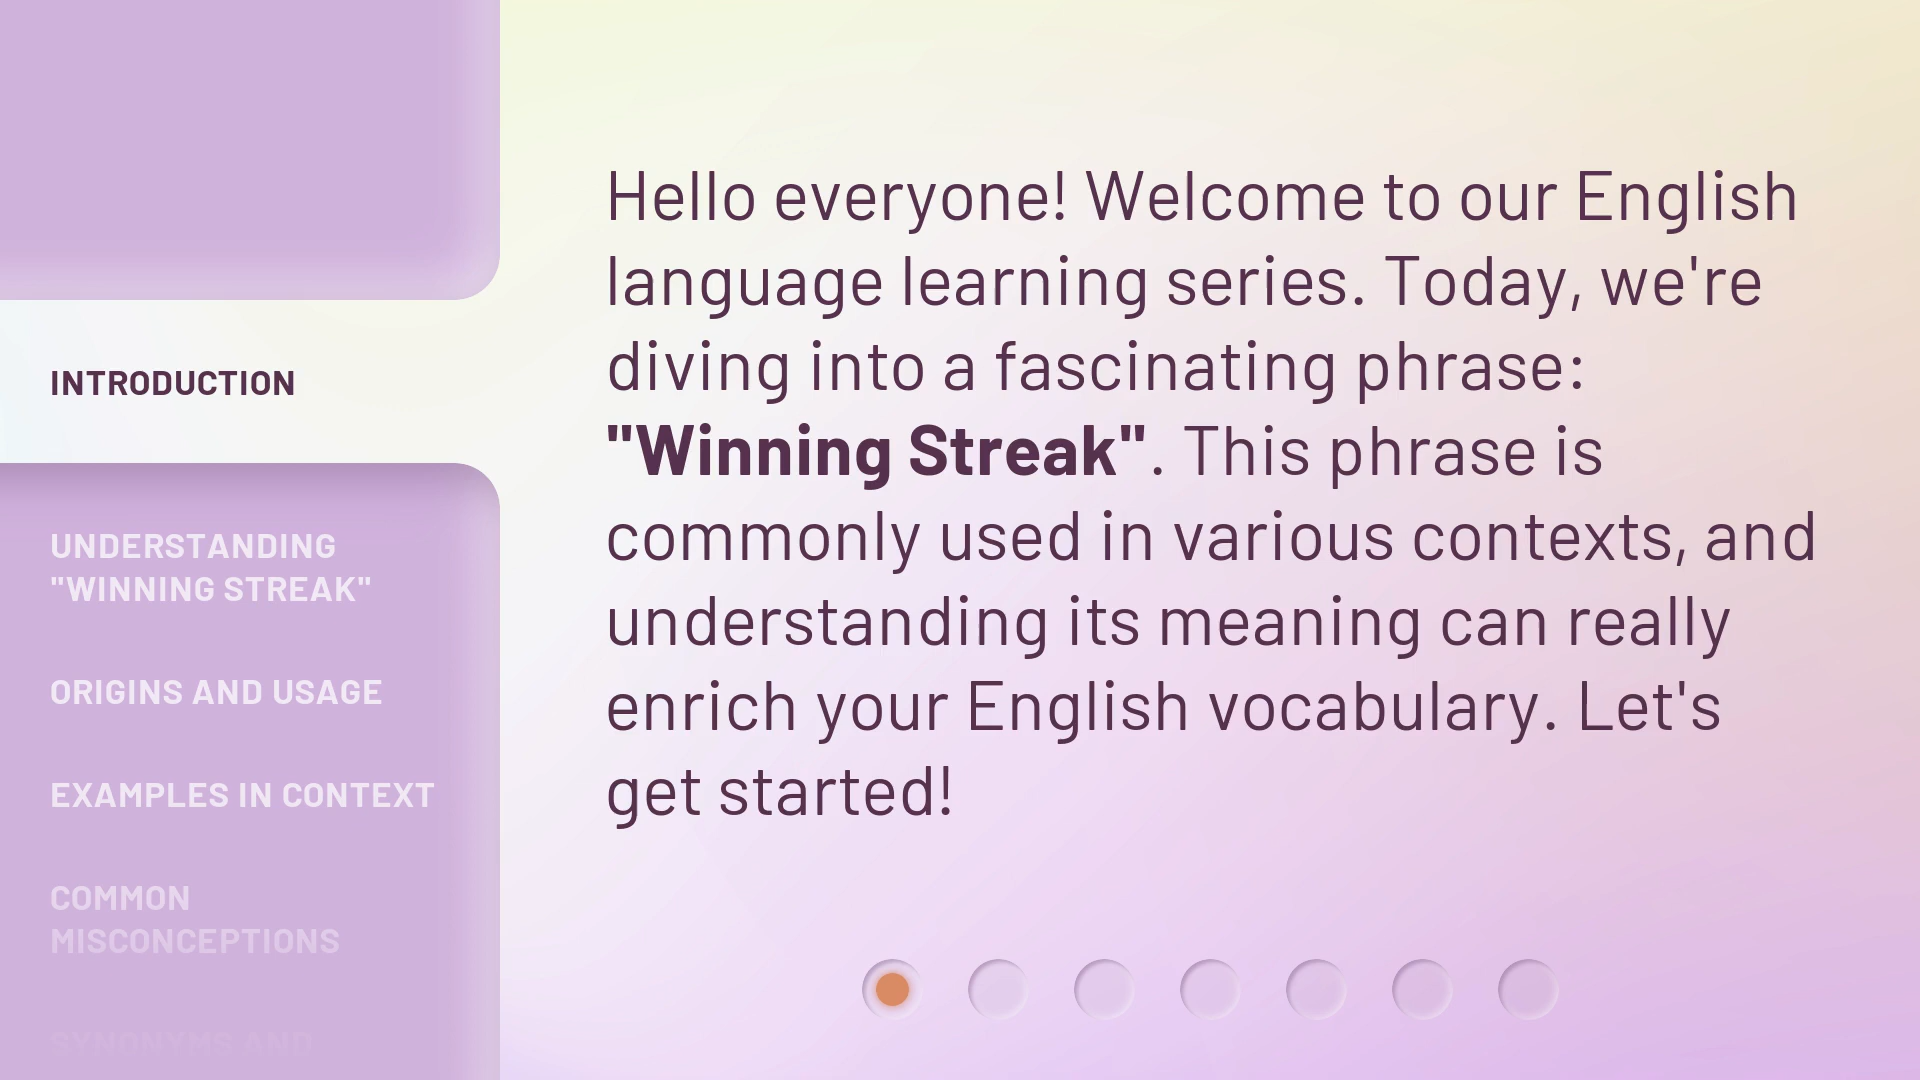 INTRODUCTION
UNDERSTANDING
"WINNING STREAK"
ORIGINS AND USAGE
EXAMPLES IN CONTEXT
COMMON
MISCONCEPTIONS
SYNONYMS AND
Hello everyone! Welcome to our English
language learning series. Today, we're
diving into a fascinating phrase:
"Winning Streak". This phrase is
commonly used in various contexts, and
understanding its meaning can really
enrich your English vocabulary. Let's
get started!